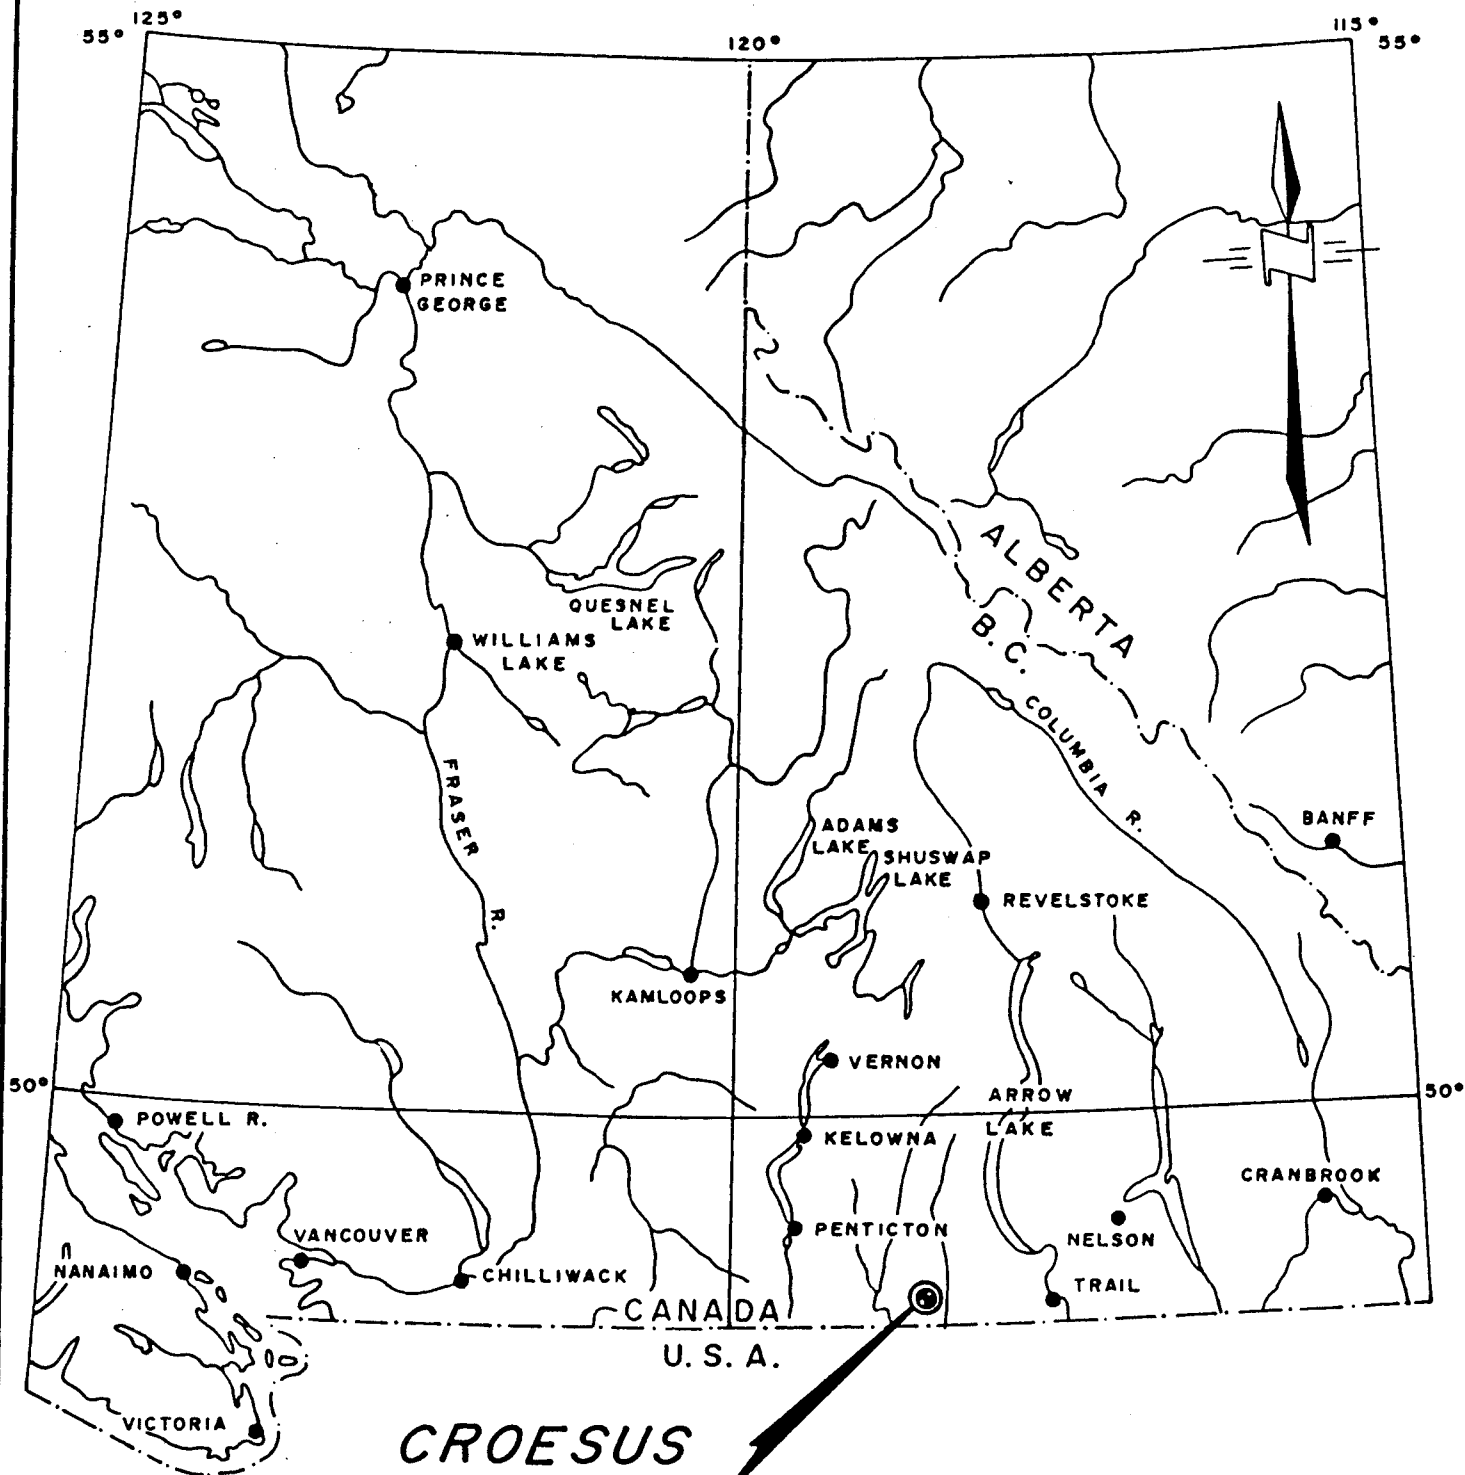 125°
55°
120°
115°
55°
PRINCE
GEORGE
ALBERTA
B.C.
QUESNEL
LAKE
WILLIAMS
LAKE
COLUMBIA R.
FRASER R.
ADAMS
LAKE
SHUSWAP
LAKE
BANFF
REVELSTOKE
KAMLOOPS
VERNON
50°
50°
ARROW
LAKE
POWELL R.
KELOWNA
CRANBROOK
PENTICTON
VANCOUVER
NELSON
NANAIMO
CHILLIWACK
TRAIL
CANADA
U.S.A.
VICTORIA
CROESUS